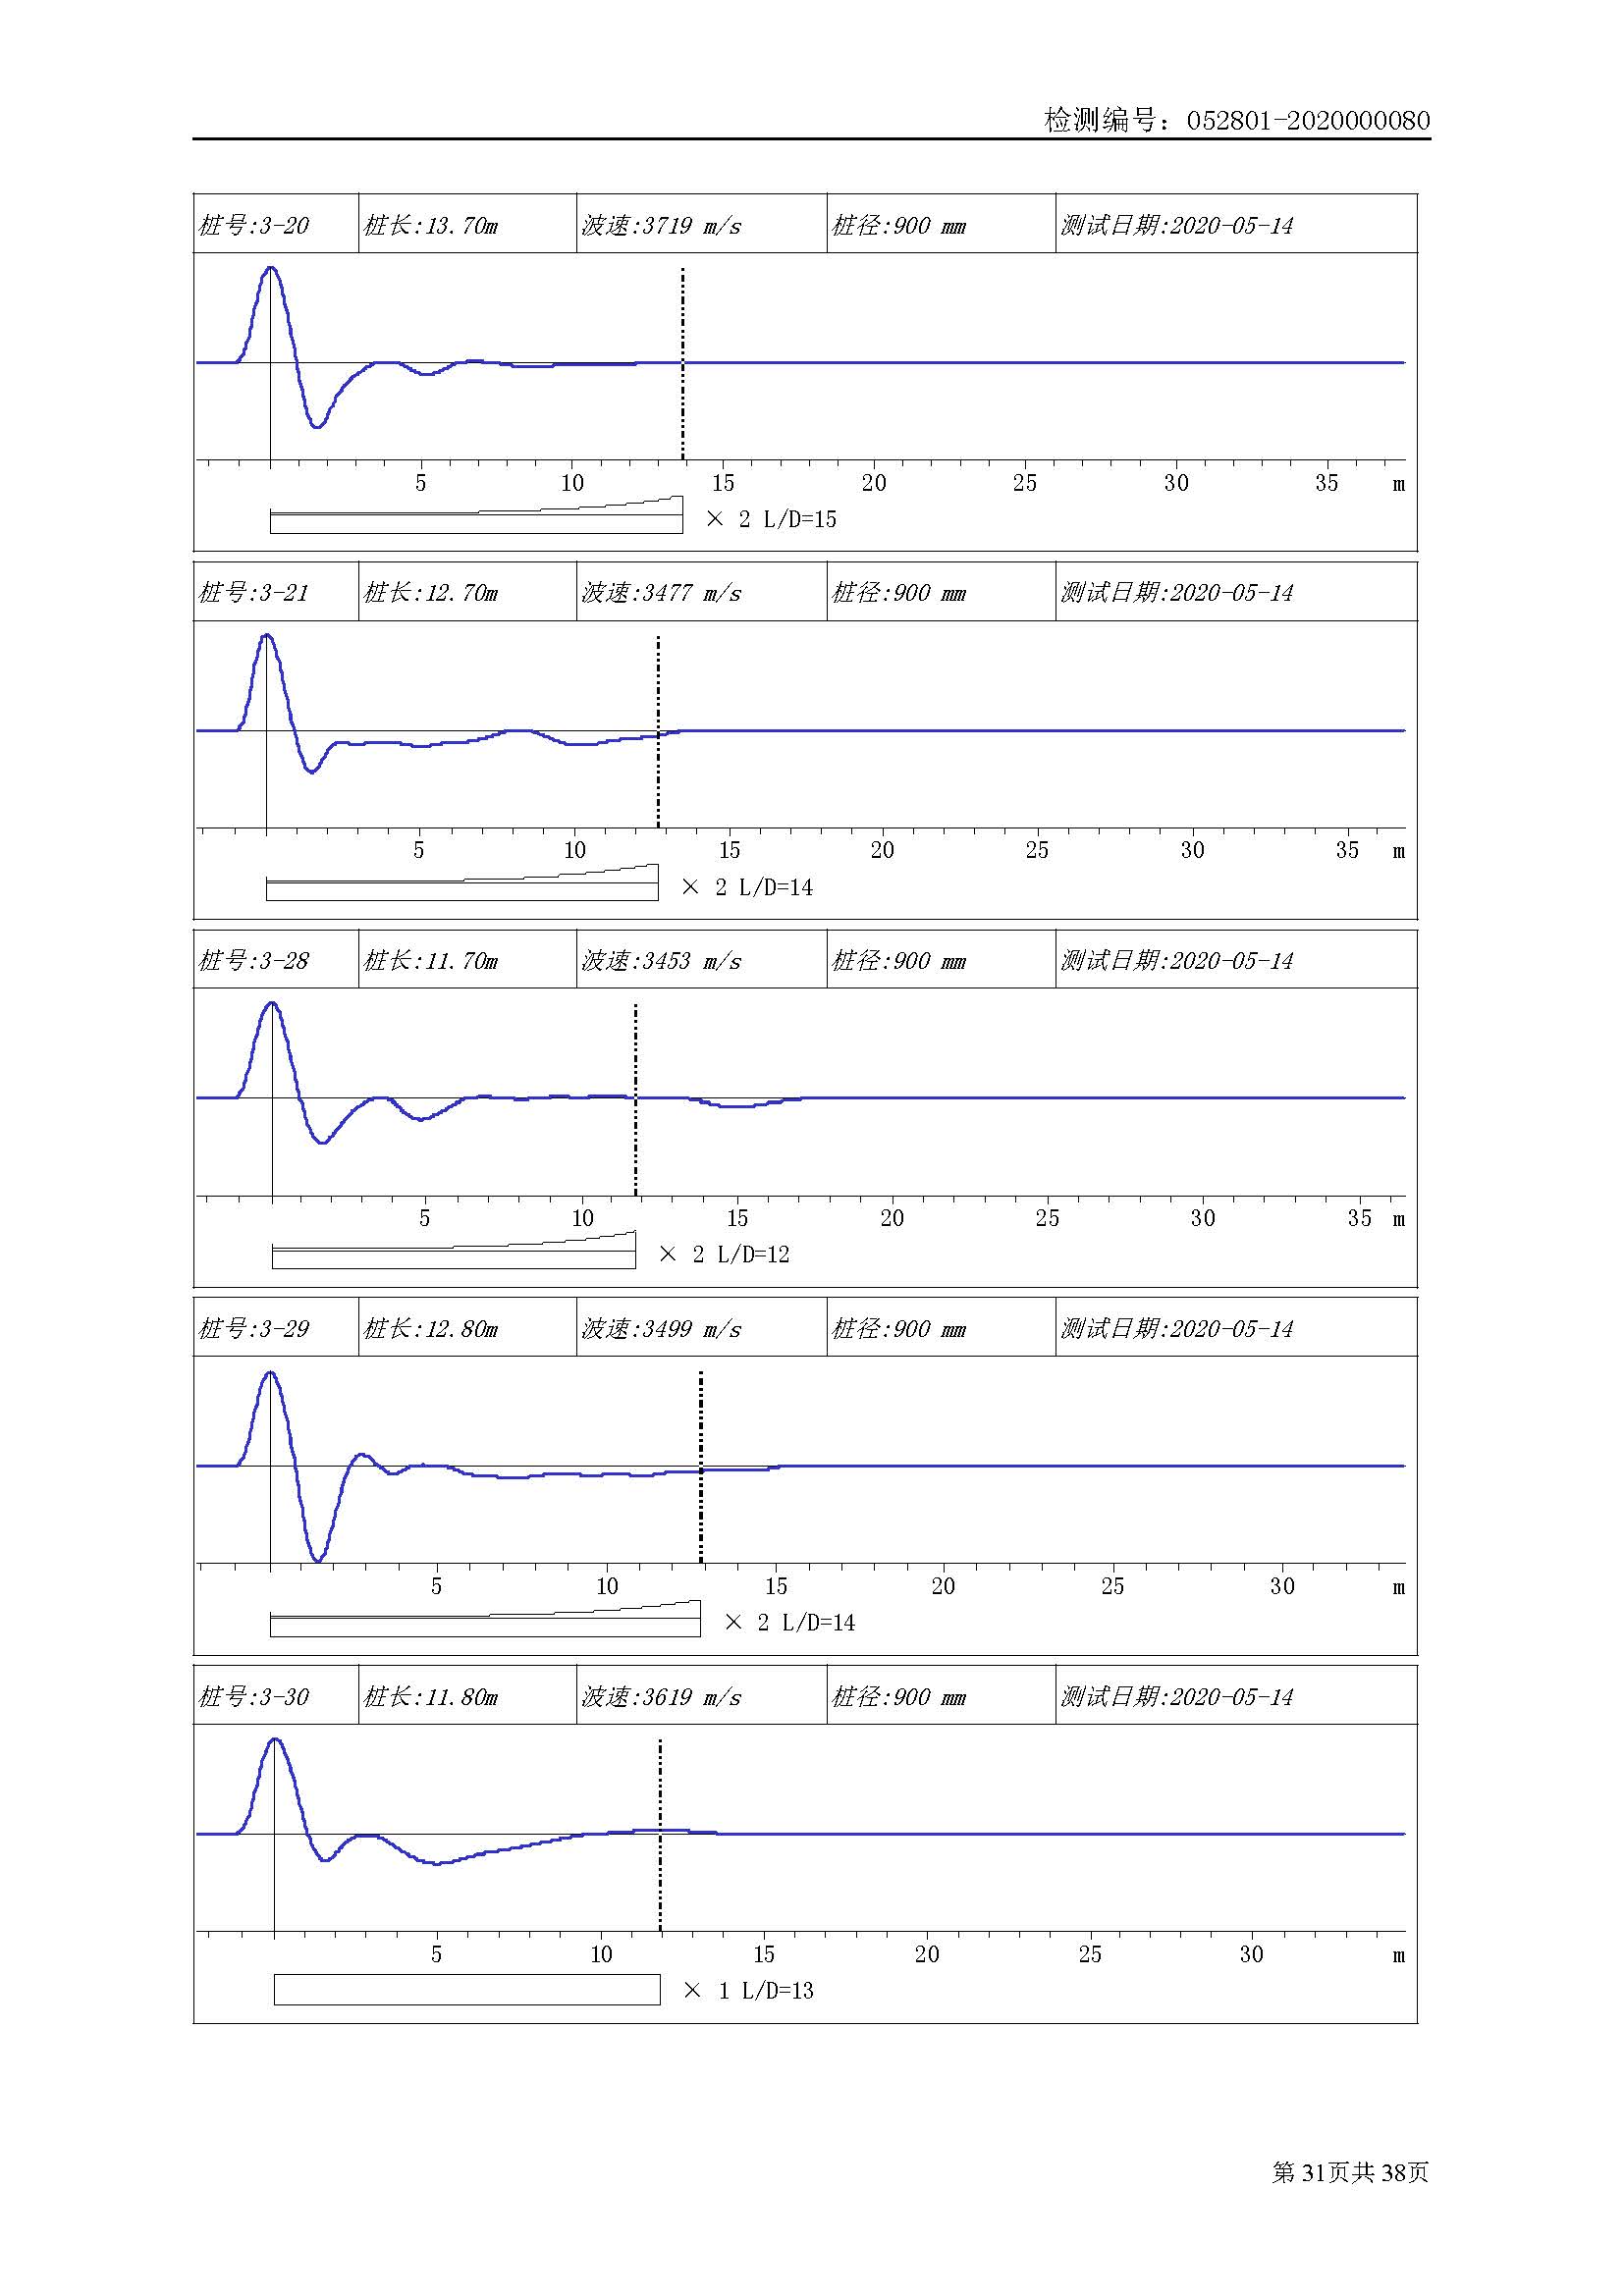 检测编号：052801-2020000080
桩号:3-20 桩长:13.70m 波速:3719 m/s 桩径:900 mm 测试日期:2020-05-14
5 10 15 20 25 30 35 m
× 2 L/D=15
桩号:3-21 桩长:12.70m 波速:3477 m/s 桩径:900 mm 测试日期:2020-05-14
5 10 15 20 25 30 35 m
× 2 L/D=14
桩号:3-28 桩长:11.70m 波速:3453 m/s 桩径:900 mm 测试日期:2020-05-14
5 10 15 20 25 30 35 m
× 2 L/D=12
桩号:3-29 桩长:12.80m 波速:3499 m/s 桩径:900 mm 测试日期:2020-05-14
5 10 15 20 25 30 m
× 2 L/D=14
桩号:3-30 桩长:11.80m 波速:3619 m/s 桩径:900 mm 测试日期:2020-05-14
5 10 15 20 25 30 m
× 1 L/D=13
第 31页共 38页